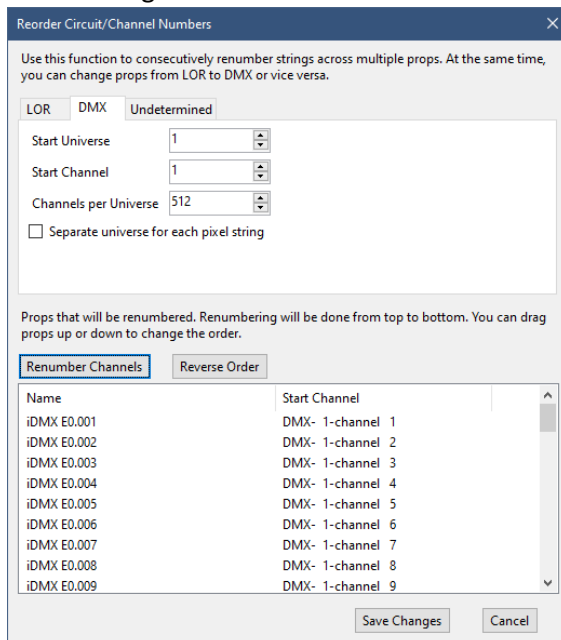 Reorder Circuit/Channel Numbers
Use this function to consecutively renumber strings across multiple props. At the same time,
you can change props from LOR to DMX or vice versa.
LOR DMX Undetermined
Start Universe 1
Start Channel 1
Channels per Universe 512
Separate universe for each pixel string
Props that will be renumbered. Renumbering will be done from top to bottom. You can drag
props up or down to change the order.
Renumber Channels Reverse Order
Name Start Channel
iDMX E0.001 DMX- 1-channel 1
iDMX E0.002 DMX- 1-channel 2
iDMX E0.003 DMX- 1-channel 3
iDMX E0.004 DMX- 1-channel 4
iDMX E0.005 DMX- 1-channel 5
iDMX E0.006 DMX- 1-channel 6
iDMX E0.007 DMX- 1-channel 7
iDMX E0.008 DMX- 1-channel 8
iDMX E0.009 DMX- 1-channel 9
Save Changes Cancel